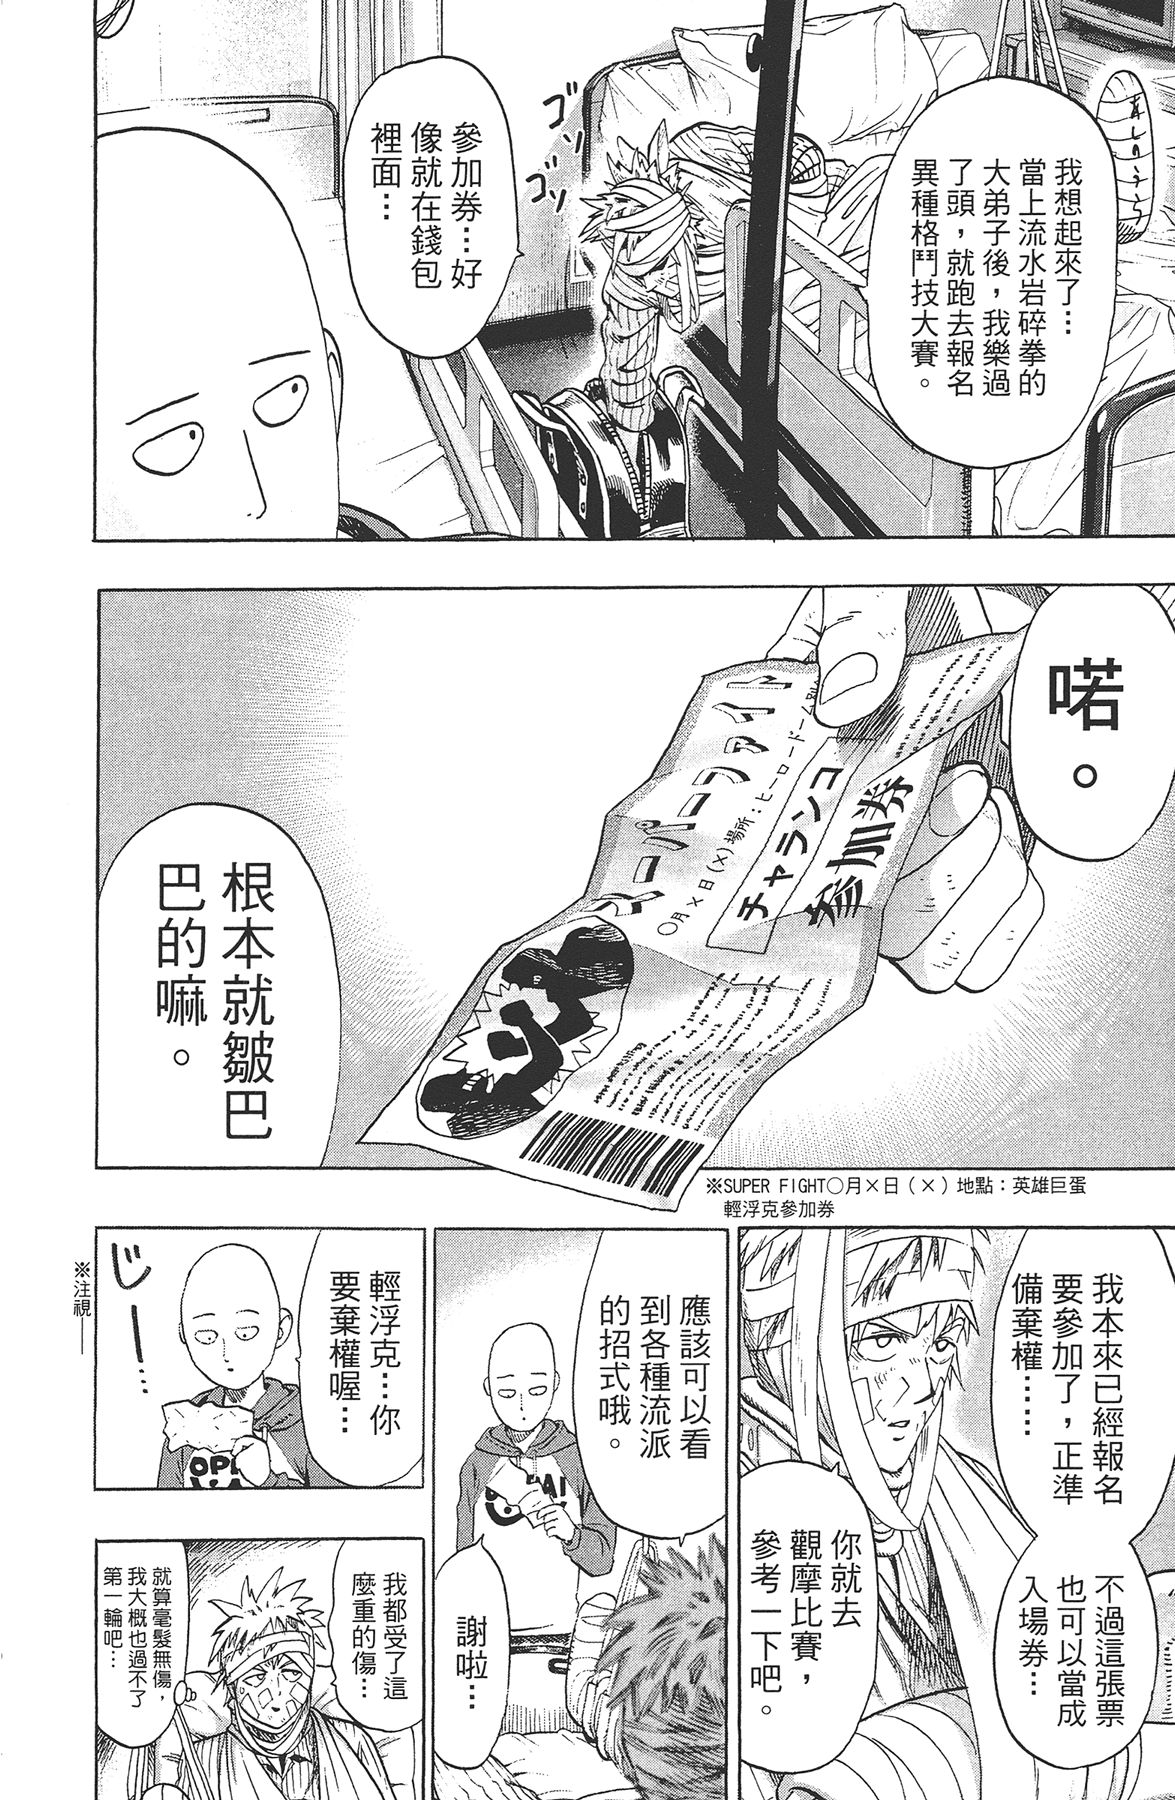 我想起來了…
當上流水岩碎拳的
大弟子後，我樂過
了頭，就跑去報名
異種格鬥技大賽。
あしのう
ゴソ
ゴソ
參加券…好
像就在錢包
裡面…
喏。
スーパーファイト
○月×日(×)場所：ヒーロードーム
チャランコ
参加券
根本就皺巴
巴的嘛。
※SUPER FIGHT○月×日（×）地點：英雄巨蛋
輕浮克參加券
我本來已經報名
要參加了，正準
備棄權……
不過這張票
也可以當成
入場券…
你就去
觀摩比賽，
參考一下吧。
應該可以看
到各種流派
的招式哦。
謝啦…
輕浮克…你
要棄權喔…
じー…
OP
※注視——
我都受了這
麼重的傷…
就算毫髮無傷，
我大概也過不了
第一輪吧…